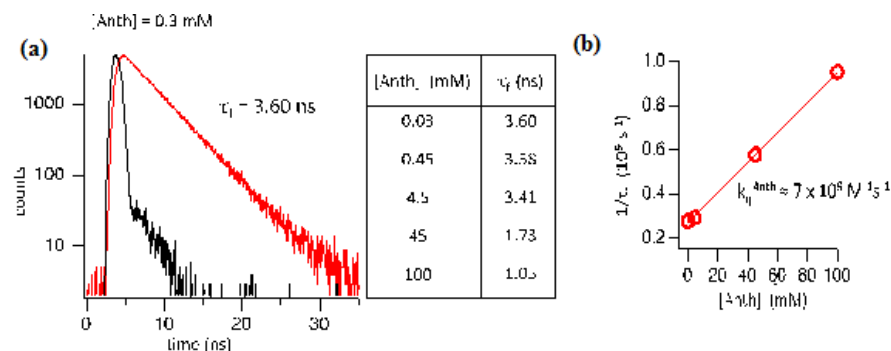 [Anth] = 0.3 mM
(a)
1000
100
10
counts
0
10
20
30
time (ns)
τf = 3.60 ns
[Anth] (mM) τf (ns)
0.03 3.60
0.45 3.58
4.5 3.41
45 1.73
100 1.05
(b)
1.0
0.8
0.6
0.4
0.2
0 20 40 60 80 100
[Anth] (mM)